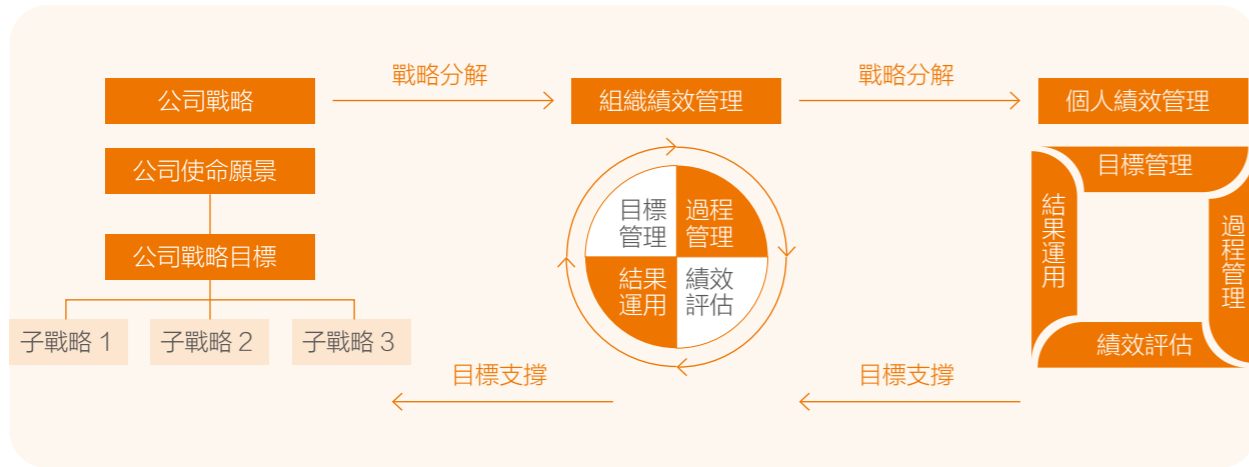 戰略分解
戰略分解
公司戰略
組織績效管理
個人績效管理
公司使命願景
公司戰略目標
子戰略 1
子戰略 2
子戰略 3
目標
管理
過程
管理
結果
運用
績效
評估
目標管理
結果運用
過程管理
績效評估
目標支撐
目標支撐